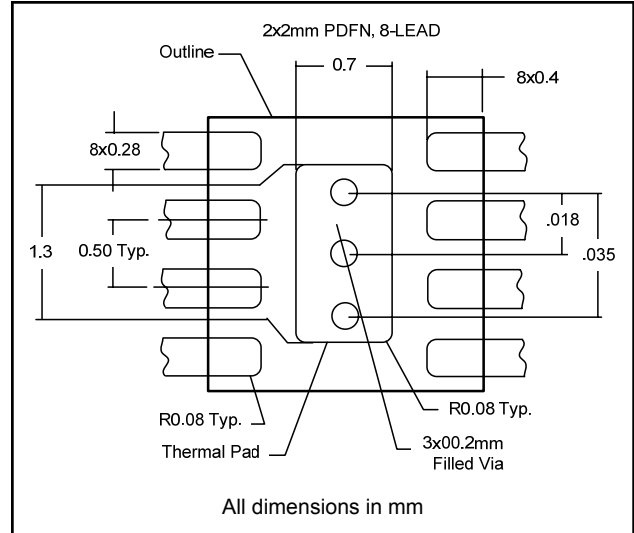 2x2mm PDFN, 8-LEAD
Outline
0.7
8x0.4
8x0.28
1.3
0.50 Typ.
.018
.035
R0.08 Typ.
R0.08 Typ.
Thermal Pad
3x00.2mm
Filled Via
All dimensions in mm